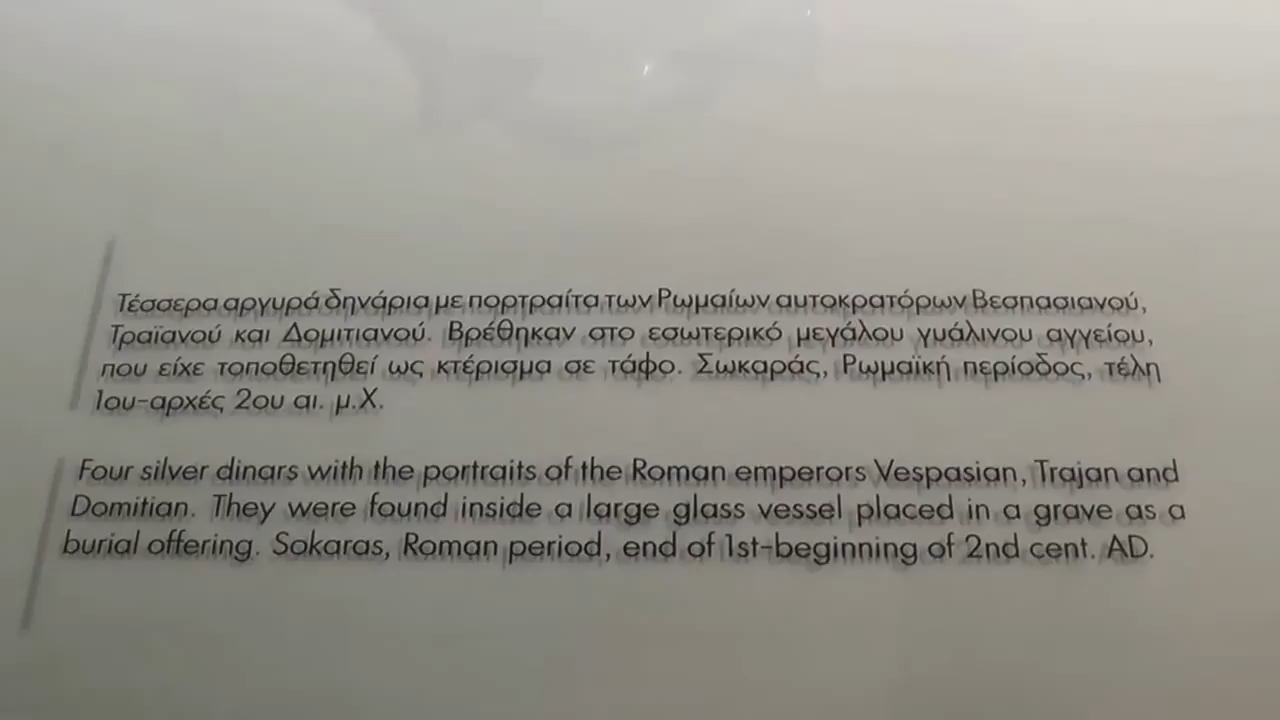 Τέσσερα αργυρά δηνάρια με πορτραίτα των Ρωμαίων αυτοκρατόρων Βεσπασιανού,
Τραϊανού και Δομιτιανού. Βρέθηκαν στο εσωτερικό μεγάλου γυάλινου αγγείου,
που είχε τοποθετηθεί ως κτέρισμα σε τάφο. Σωκαράς, Ρωμαϊκή περίοδος, τέλη
1ου-αρχές 2ου αι. μ.Χ.
Four silver dinars with the portraits of the Roman emperors Vespasian, Trajan and
Domitian. They were found inside a large glass vessel placed in a grave as a
burial offering. Sokaras, Roman period, end of 1st-beginning of 2nd cent. AD.